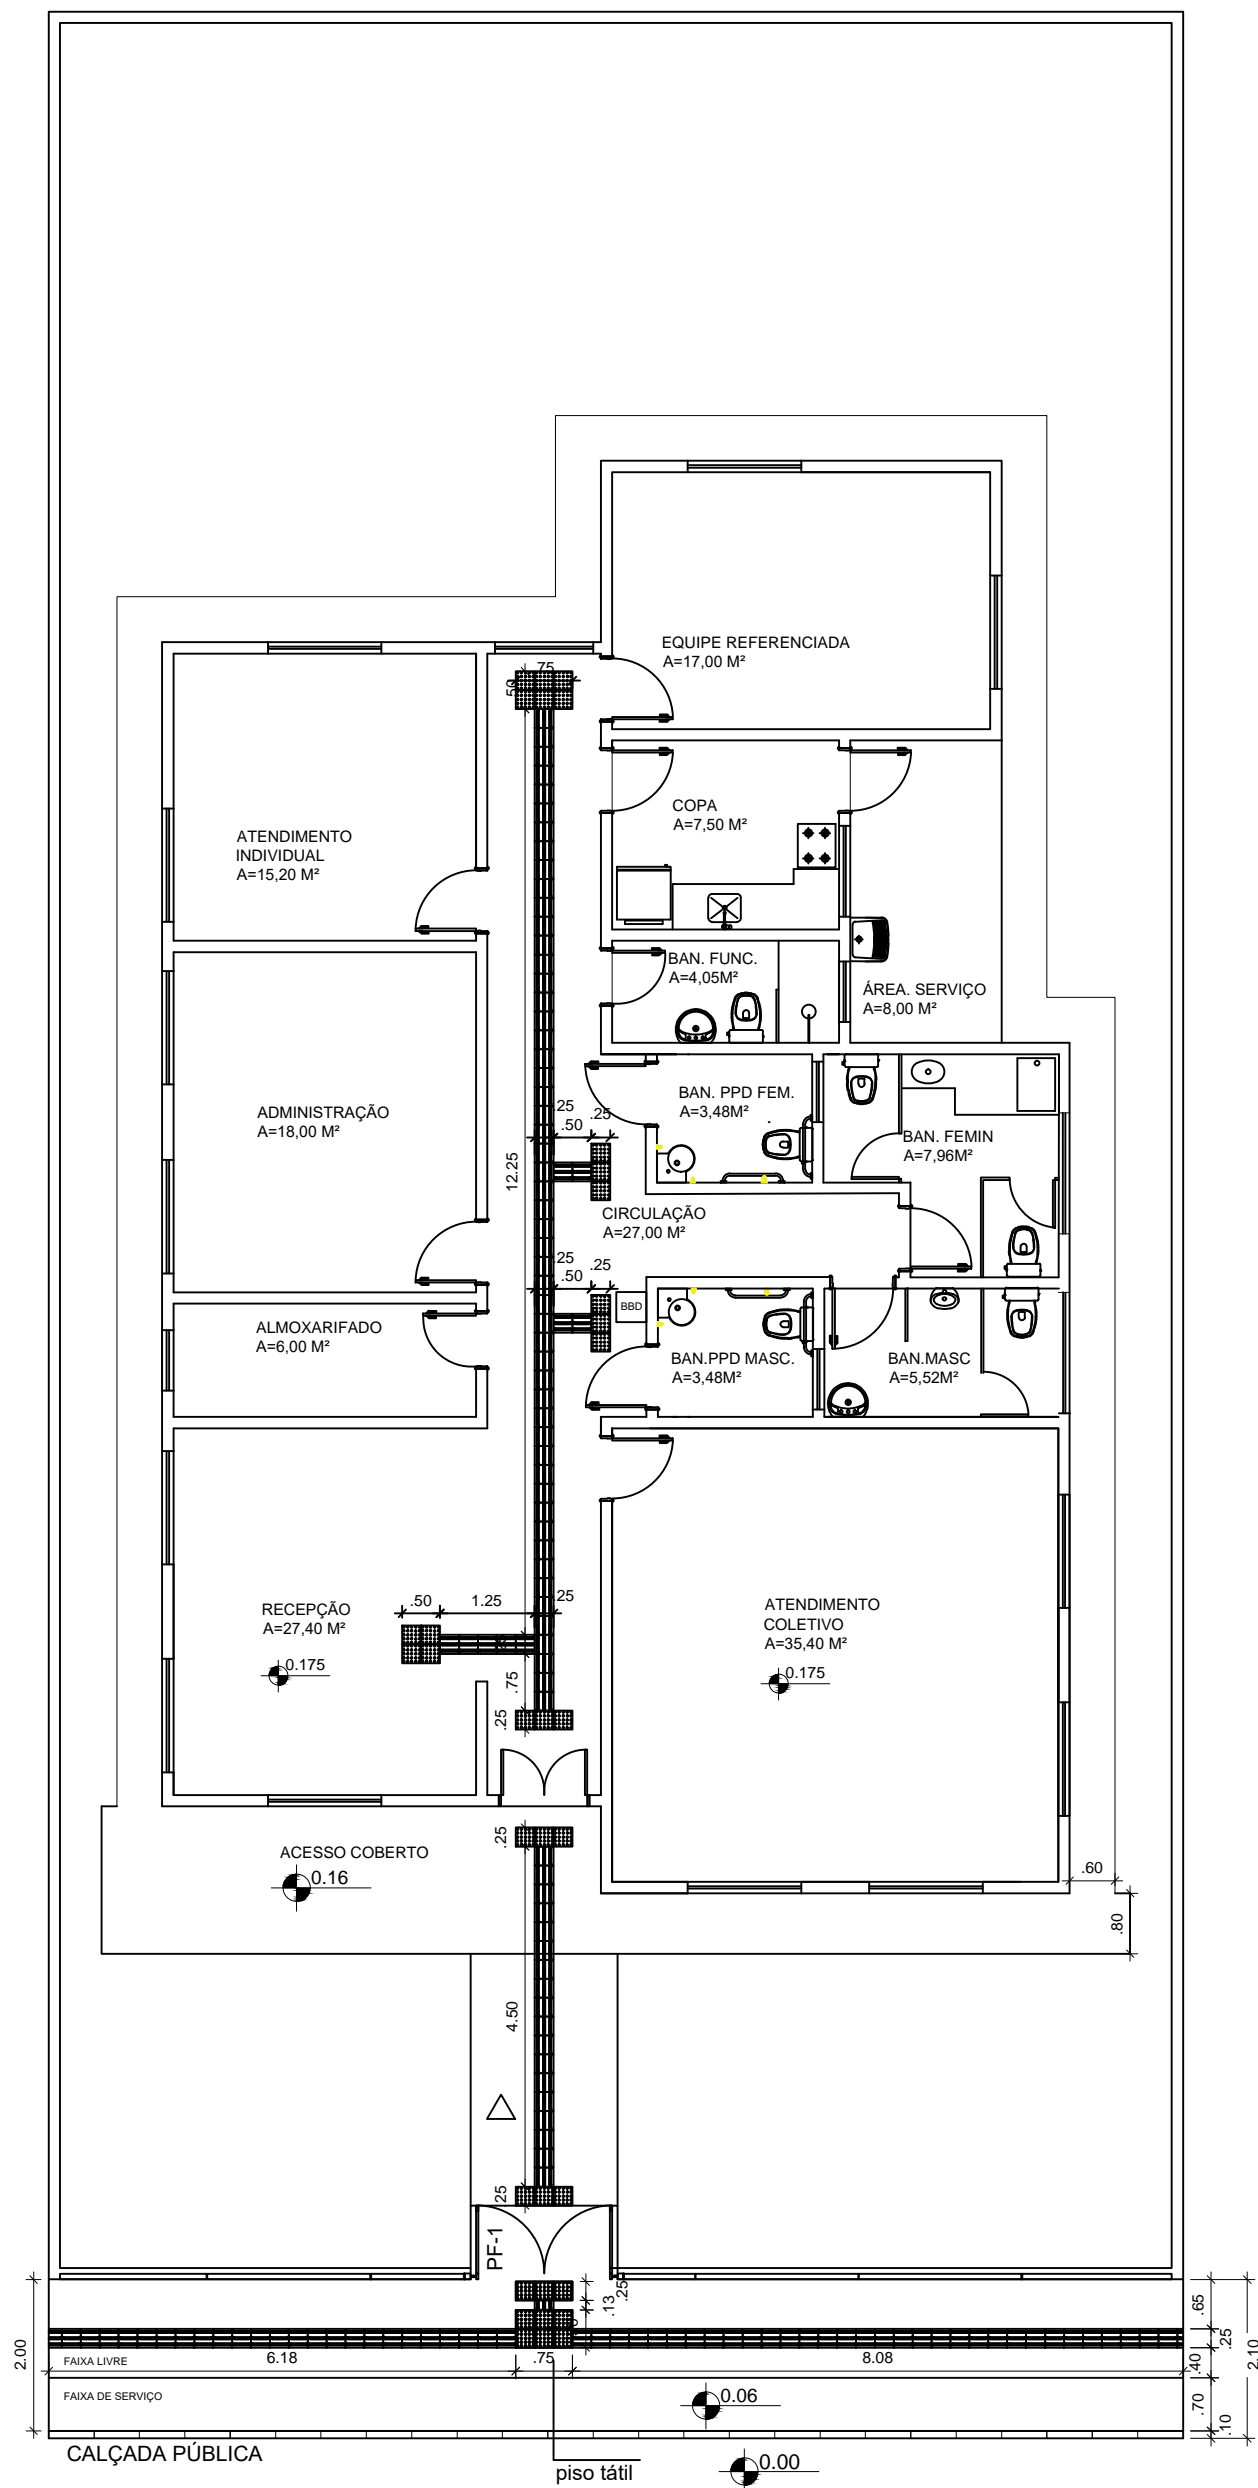 EQUIPE REFERENCIADA
A=17,00 M²
.75
.50
COPA
A=7,50 M²
ATENDIMENTO
INDIVIDUAL
A=15,20 M²
BAN. FUNC.
A=4,05M²
ÁREA. SERVIÇO
A=8,00 M²
ADMINISTRAÇÃO
A=18,00 M²
BAN. PPD FEM.
A=3,48M²
BAN. FEMIN
A=7,96M²
.25
.50
.25
12.25
CIRCULAÇÃO
A=27,00 M²
.25
.50
.25
BBD
ALMOXARIFADO
A=6,00 M²
BAN.PPD MASC.
A=3,48M²
BAN.MASC
A=5,52M²
RECEPÇÃO
A=27,40 M²
0.175
.50
1.25
.25
.75
.25
ATENDIMENTO
COLETIVO
A=35,40 M²
0.175
ACESSO COBERTO
0.16
.25
.60
.80
4.50
.25
PF-1
.25
.13
2.00
FAIXA LIVRE
6.18
.75
8.08
.65
.25
.40
.70
.10
2.10
FAIXA DE SERVIÇO
0.06
CALÇADA PÚBLICA
piso tátil
0.00